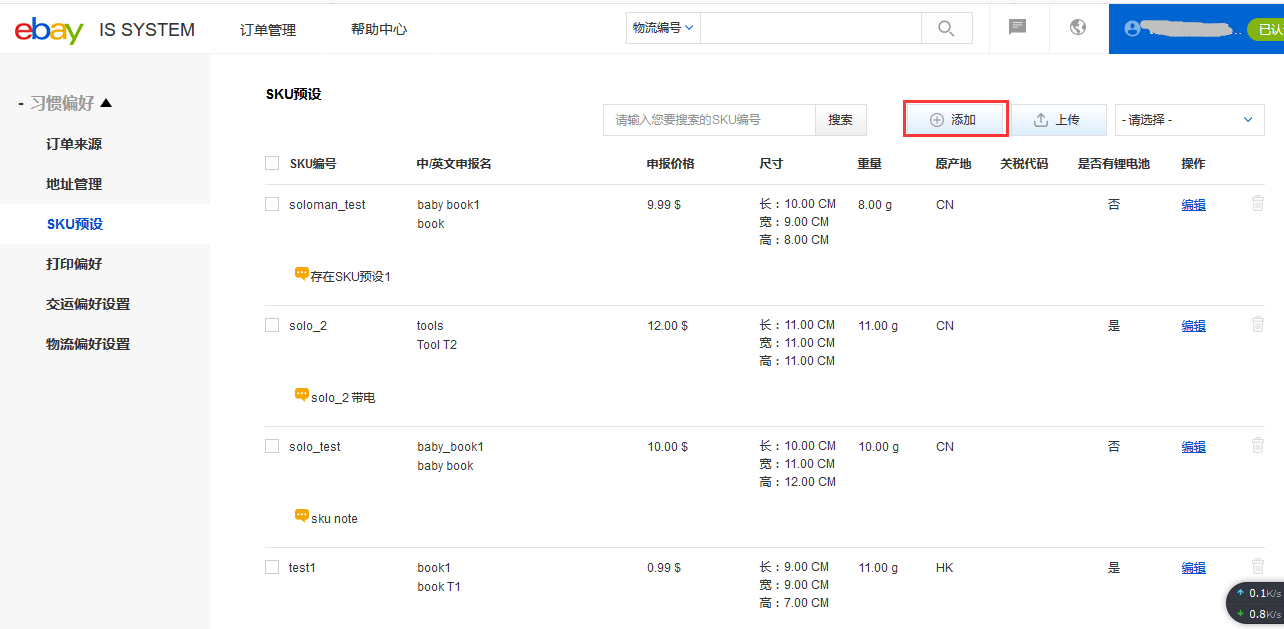 ebay IS SYSTEM 订单管理 帮助中心 物流编号 已认
- 习惯偏好 ▲
订单来源
地址管理
SKU预设
打印偏好
交运偏好设置
物流偏好设置
SKU预设
请输入您要搜索的SKU编号 搜索 添加 上传 - 请选择 -
SKU编号 中/英文申报名 申报价格 尺寸 重量 原产地 关税代码 是否有锂电池 操作
soloman_test baby book1 9.99 $ 长：10.00 CM 8.00 g CN 否 编辑
book 宽：9.00 CM
高：8.00 CM
存在SKU预设1
solo_2 tools 12.00 $ 长：11.00 CM 11.00 g CN 是 编辑
Tool T2 宽：11.00 CM
高：11.00 CM
solo_2 带电
solo_test baby_book1 10.00 $ 长：10.00 CM 10.00 g CN 否 编辑
baby book 宽：11.00 CM
高：12.00 CM
sku note
test1 book1 0.99 $ 长：9.00 CM 11.00 g HK 是 编辑
book T1 宽：9.00 CM
高：7.00 CM
0.1K/s
0.8K/s